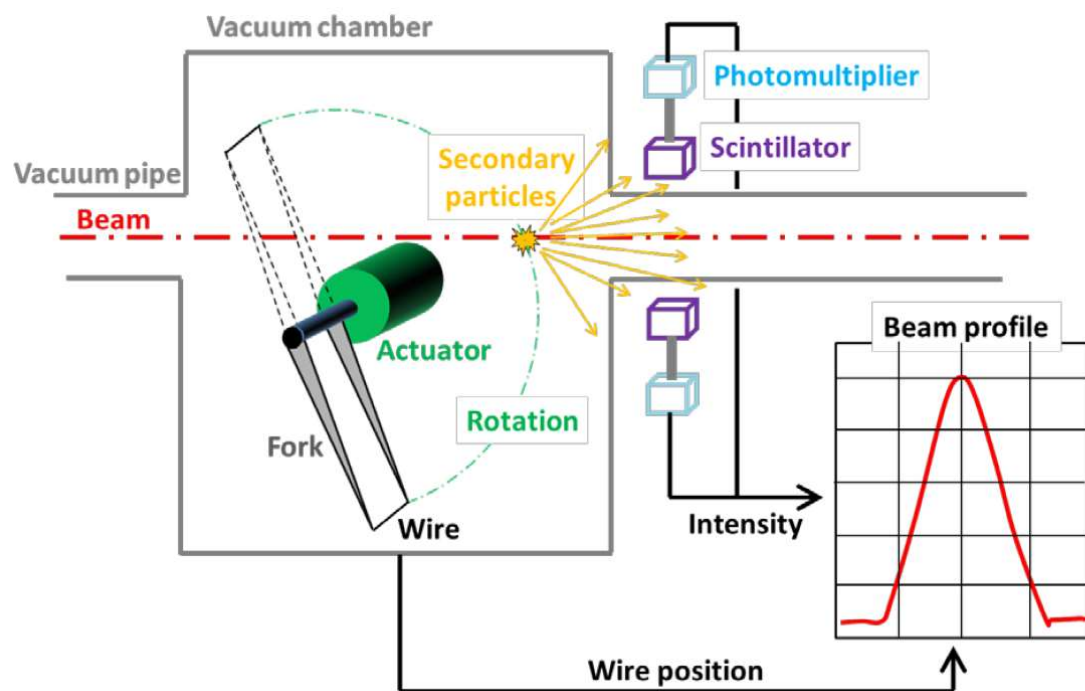 Vacuum chamber
Photomultiplier
Scintillator
Secondary
particles
Vacuum pipe
Beam
Actuator
Beam profile
Rotation
Fork
Wire
Intensity
Wire position